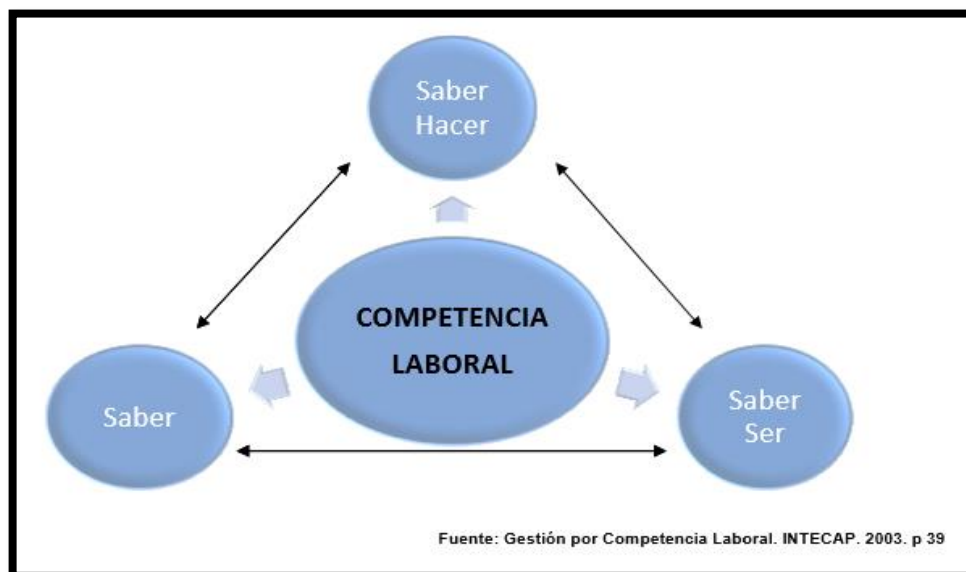 Saber
Hacer
COMPETENCIA
LABORAL
Saber
Saber
Ser
Fuente: Gestión por Competencia Laboral. INTECAP. 2003. p 39